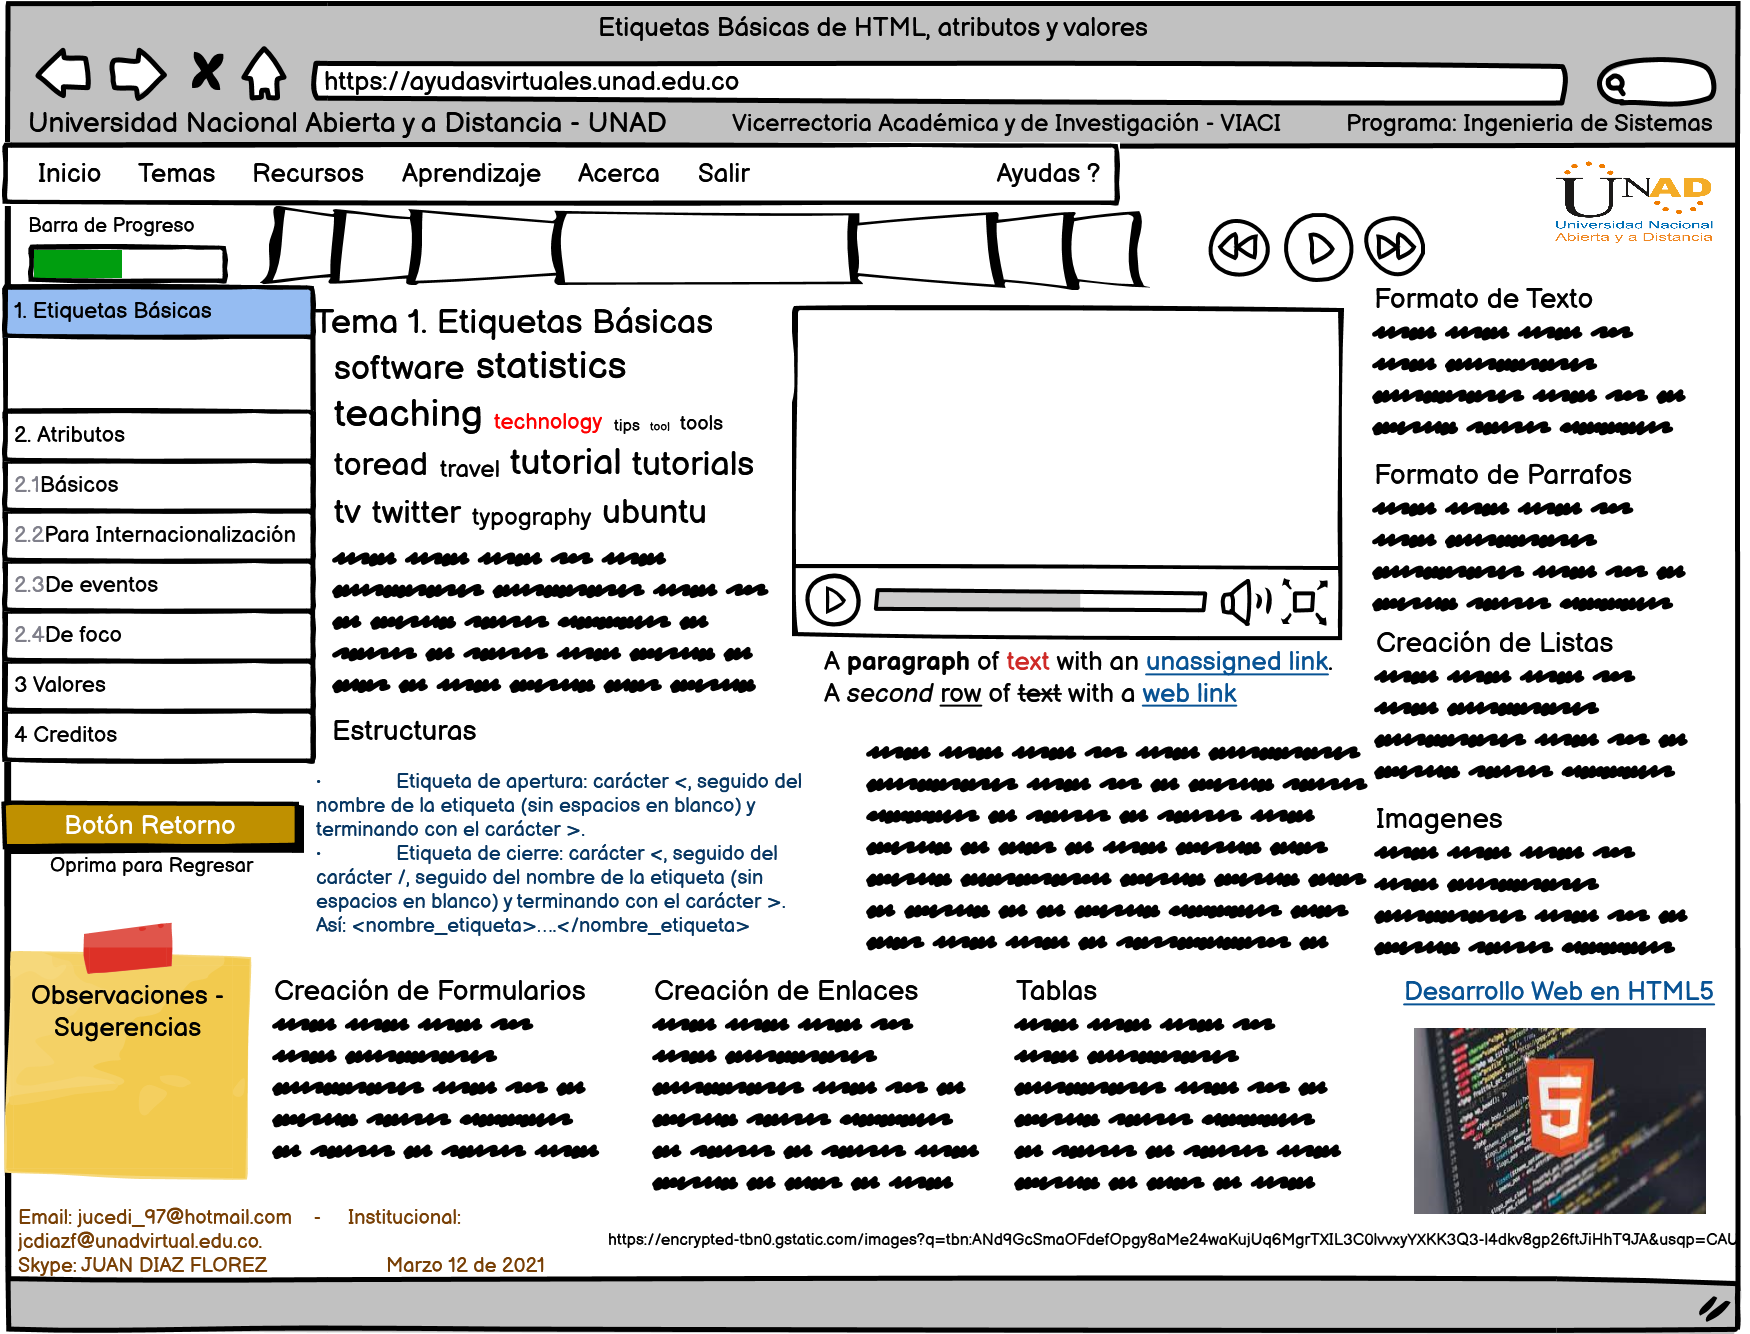 Etiquetas Básicas de HTML, atributos y valores
https://ayudasvirtuales.unad.edu.co
Universidad Nacional Abierta y a Distancia - UNAD
Vicerrectoria Académica y de Investigación - VIACI
Programa: Ingenieria de Sistemas
Inicio Temas Recursos Aprendizaje Acerca Salir Ayudas ?
UNAD
Universidad Nacional
Abierta y a Distancia
Barra de Progreso
1. Etiquetas Básicas
2. Atributos
2.1Básicos
2.2Para Internacionalización
2.3De eventos
2.4De foco
3 Valores
4 Creditos
Botón Retorno
Oprima para Regresar
Observaciones -
Sugerencias
Tema 1. Etiquetas Básicas
software statistics
teaching technology tips tool tools
toread travel tutorial tutorials
tv twitter typography ubuntu
Estructuras
· Etiqueta de apertura: carácter <, seguido del
nombre de la etiqueta (sin espacios en blanco) y
terminando con el carácter >.
· Etiqueta de cierre: carácter <, seguido del
carácter /, seguido del nombre de la etiqueta (sin
espacios en blanco) y terminando con el carácter >.
Así: <nombre_etiqueta>....</nombre_etiqueta>
A paragraph of text with an unassigned link.
A second row of text with a web link
Formato de Texto
Formato de Parrafos
Creación de Listas
Imagenes
Creación de Formularios
Creación de Enlaces
Tablas
Desarrollo Web en HTML5
5
Email: jucedi_97@hotmail.com - Institucional:
jcdiazf@unadvirtual.edu.co.
Skype: JUAN DIAZ FLOREZ Marzo 12 de 2021
https://encrypted-tbn0.gstatic.com/images?q=tbn:ANd9GcSmaOFdefOpgy8aMe24waKujUq6MgrTXIL3C0lvvxyYXKK3Q3-I4dkv8gp26ftJiHhT9JA&usqp=CAU